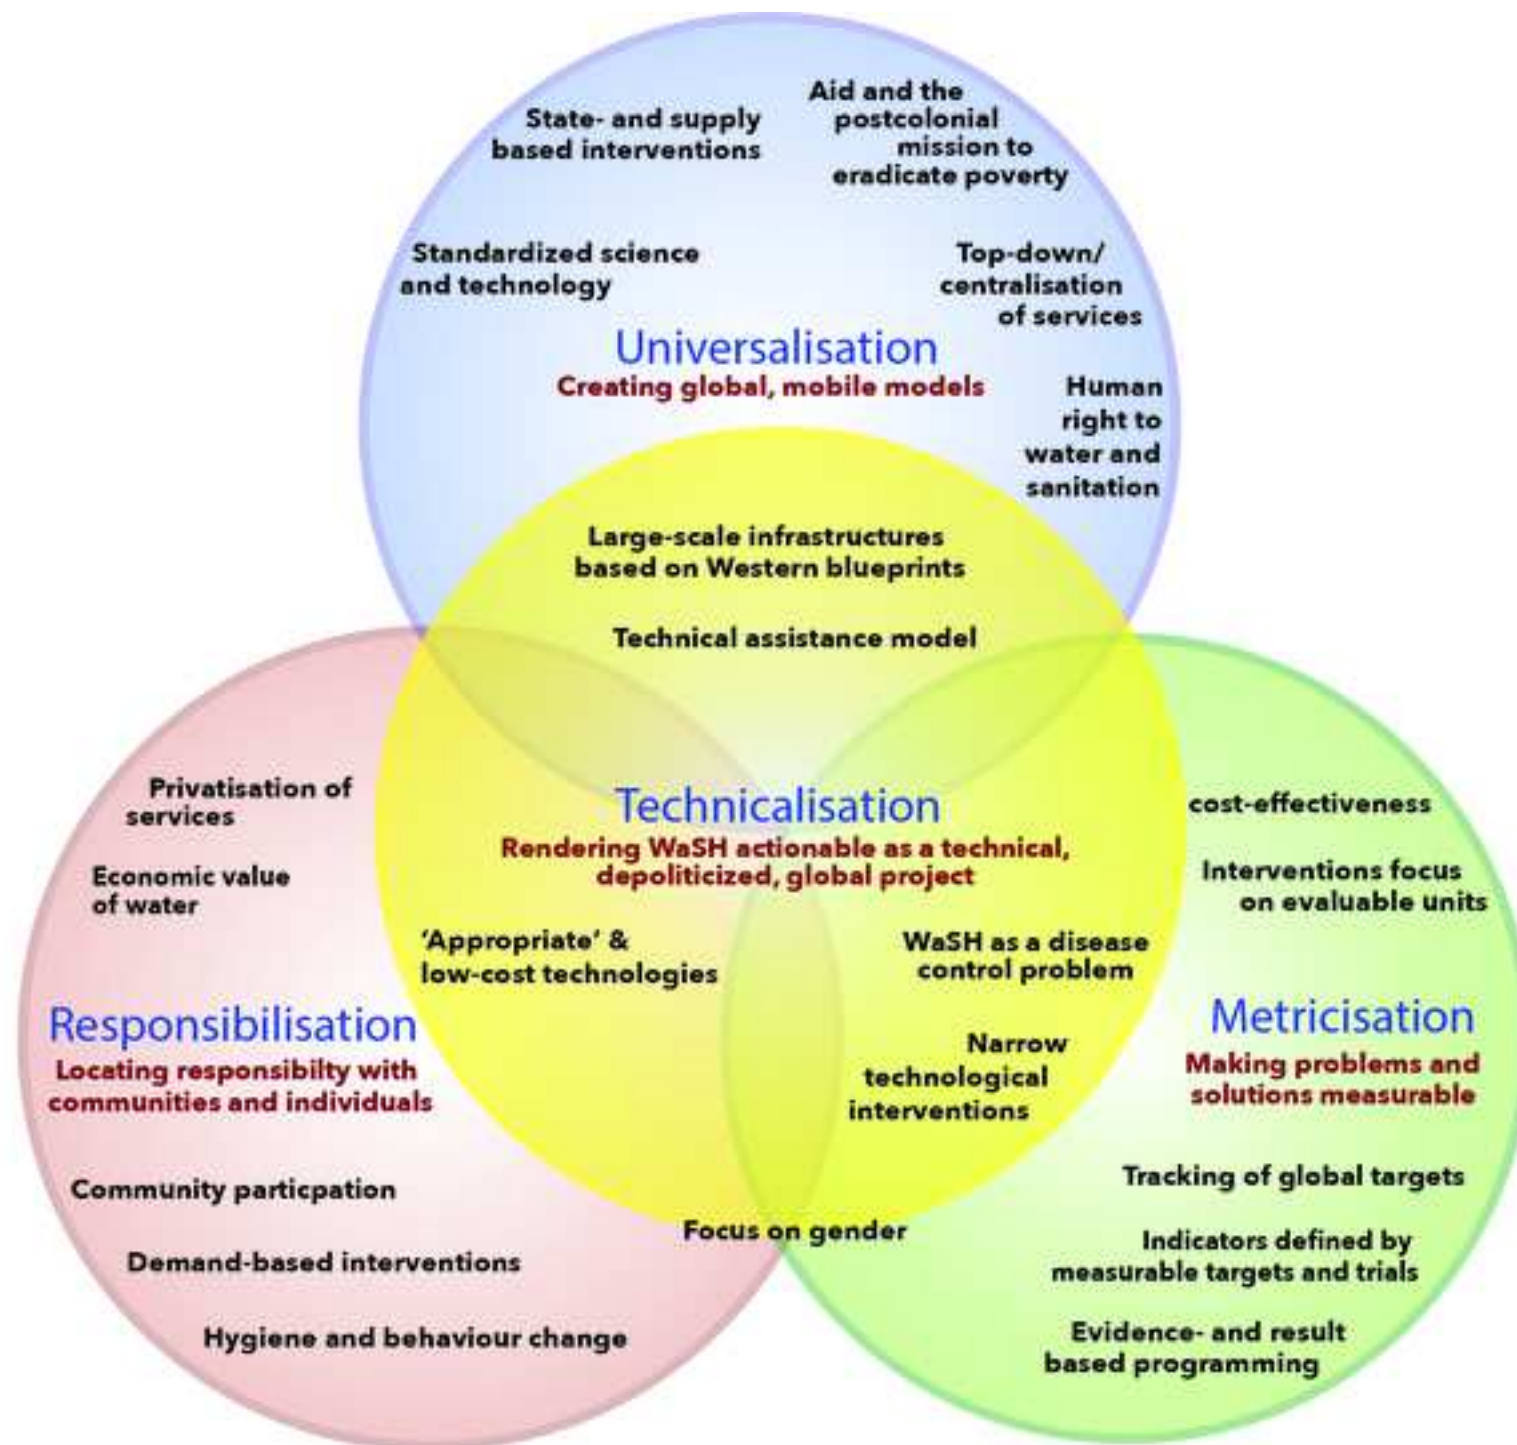 State- and supply
based interventions
Aid and the
postcolonial
mission to
eradicate poverty
Standardized science
and technology
Top-down/
centralisation
of services
Universalisation
Creating global, mobile models
Human
right to
water and
sanitation
Large-scale infrastructures
based on Western blueprints
Technical assistance model
Privatisation of
services
Economic value
of water
Technicalisation
Rendering WaSH actionable as a technical,
depoliticized, global project
cost-effectiveness
Interventions focus
on evaluable units
'Appropriate' &
low-cost technologies
WaSH as a disease
control problem
Responsibilisation
Locating responsibilty with
communities and individuals
Narrow
technological
interventions
Metricisation
Making problems and
solutions measurable
Community particpation
Demand-based interventions
Hygiene and behaviour change
Focus on gender
Tracking of global targets
Indicators defined by
measurable targets and trials
Evidence- and result
based programming